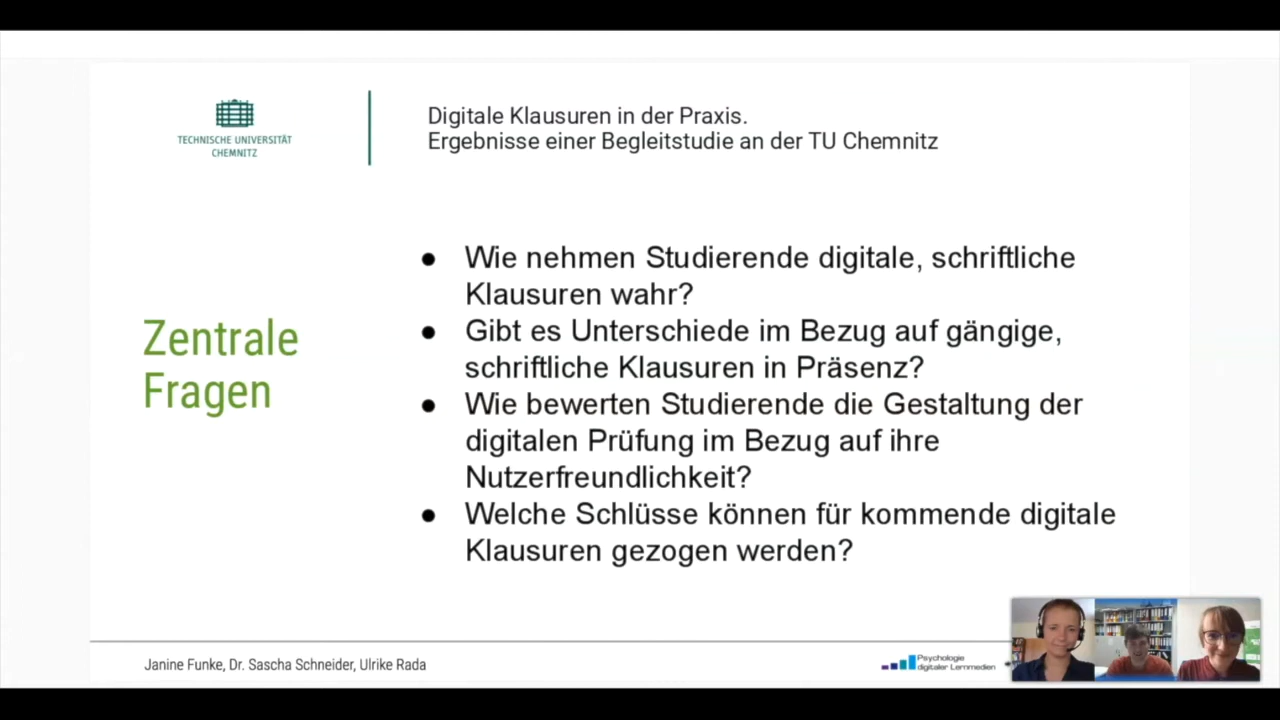 TECHNISCHE UNIVERSITÄT
CHEMNITZ
Digitale Klausuren in der Praxis.
Ergebnisse einer Begleitstudie an der TU Chemnitz
Zentrale
Fragen
● Wie nehmen Studierende digitale, schriftliche
Klausuren wahr?
● Gibt es Unterschiede im Bezug auf gängige,
schriftliche Klausuren in Präsenz?
● Wie bewerten Studierende die Gestaltung der
digitalen Prüfung im Bezug auf ihre
Nutzerfreundlichkeit?
● Welche Schlüsse können für kommende digitale
Klausuren gezogen werden?
Janine Funke, Dr. Sascha Schneider, Ulrike Rada
Psychologie
digitaler Lernmedien